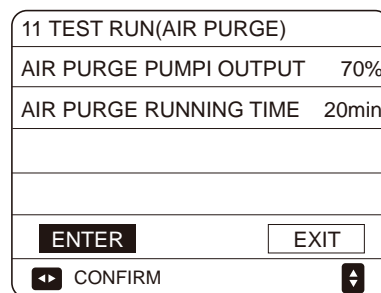 11 TEST RUN(AIR PURGE)
AIR PURGE PUMPI OUTPUT 70%
AIR PURGE RUNNING TIME 20min
ENTER EXIT
CONFIRM